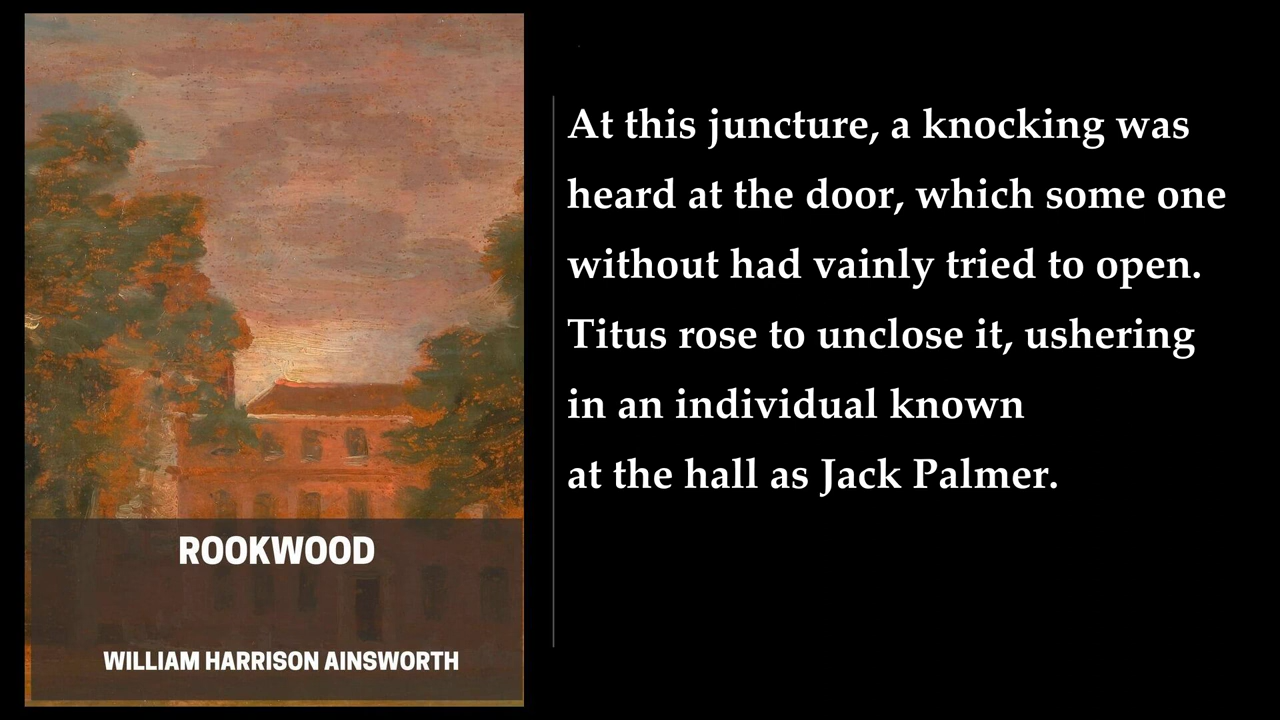 ROOKWOOD
WILLIAM HARRISON AINSWORTH
At this juncture, a knocking was
heard at the door, which some one
without had vainly tried to open.
Titus rose to unclose it, ushering
in an individual known
at the hall as Jack Palmer.